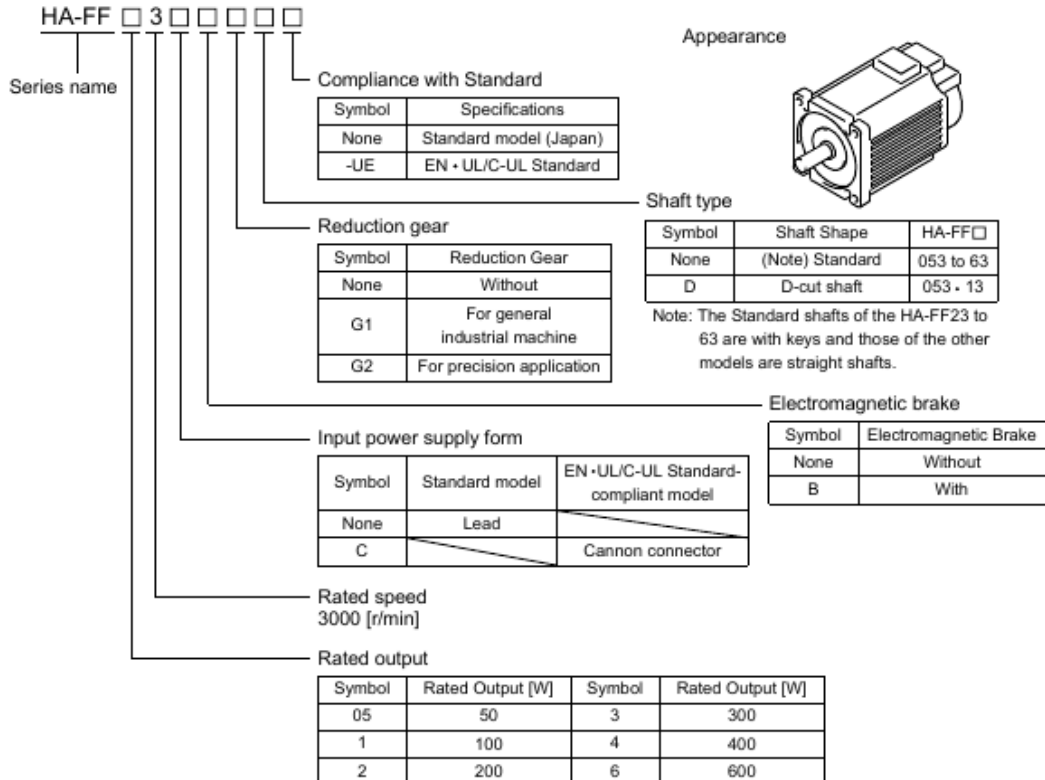 HA-FF □ 3 □ □ □ □ □
Series name
Appearance
Compliance with Standard
Symbol Specifications
None Standard model (Japan)
-UE EN・UL/C-UL Standard
Shaft type
Symbol Shaft Shape HA-FF□
None (Note) Standard 053 to 63
D D-cut shaft 053・13
Note: The Standard shafts of the HA-FF23 to
63 are with keys and those of the other
models are straight shafts.
Reduction gear
Symbol Reduction Gear
None Without
G1 For general
industrial machine
G2 For precision application
Electromagnetic brake
Symbol Electromagnetic Brake
None Without
B With
Input power supply form
Symbol Standard model EN・UL/C-UL Standard-
compliant model
None Lead
C Cannon connector
Rated speed
3000 [r/min]
Rated output
Symbol Rated Output [W] Symbol Rated Output [W]
05 50 3 300
1 100 4 400
2 200 6 600